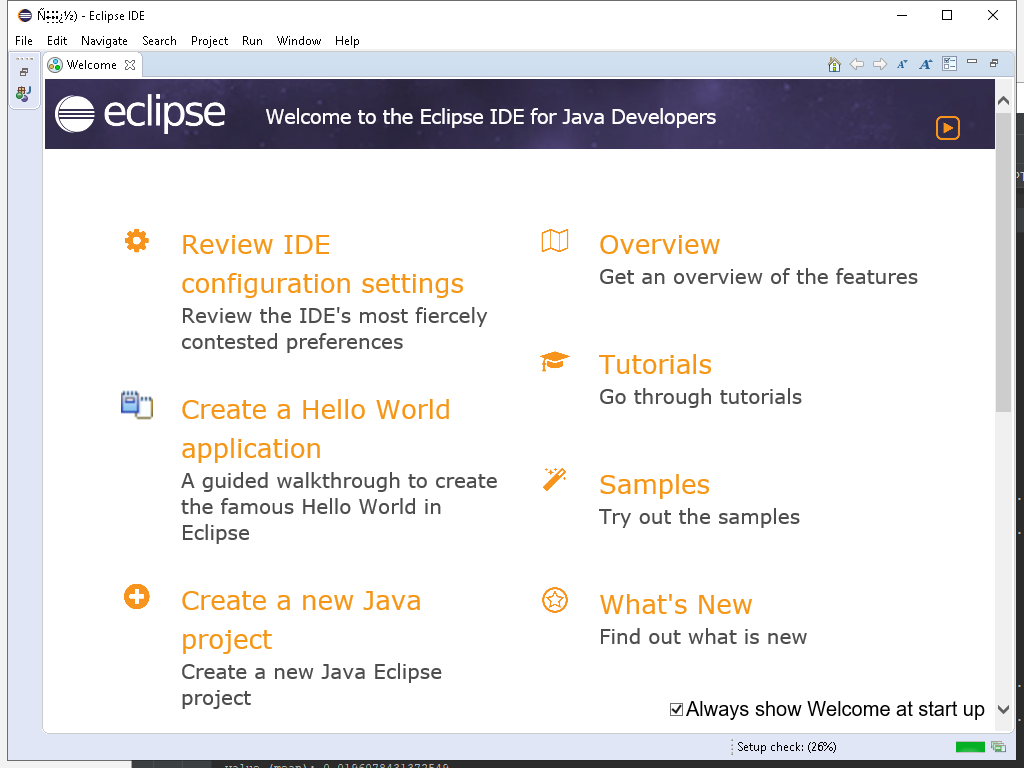 - Eclipse IDE
File Edit Navigate Search Project Run Window Help
Welcome
eclipse
Welcome to the Eclipse IDE for Java Developers
Review IDE
configuration settings
Review the IDE's most fiercely
contested preferences
Create a Hello World
application
A guided walkthrough to create
the famous Hello World in
Eclipse
Create a new Java
project
Create a new Java Eclipse
project
Overview
Get an overview of the features
Tutorials
Go through tutorials
Samples
Try out the samples
What's New
Find out what is new
Always show Welcome at start up
Setup check: (26%)